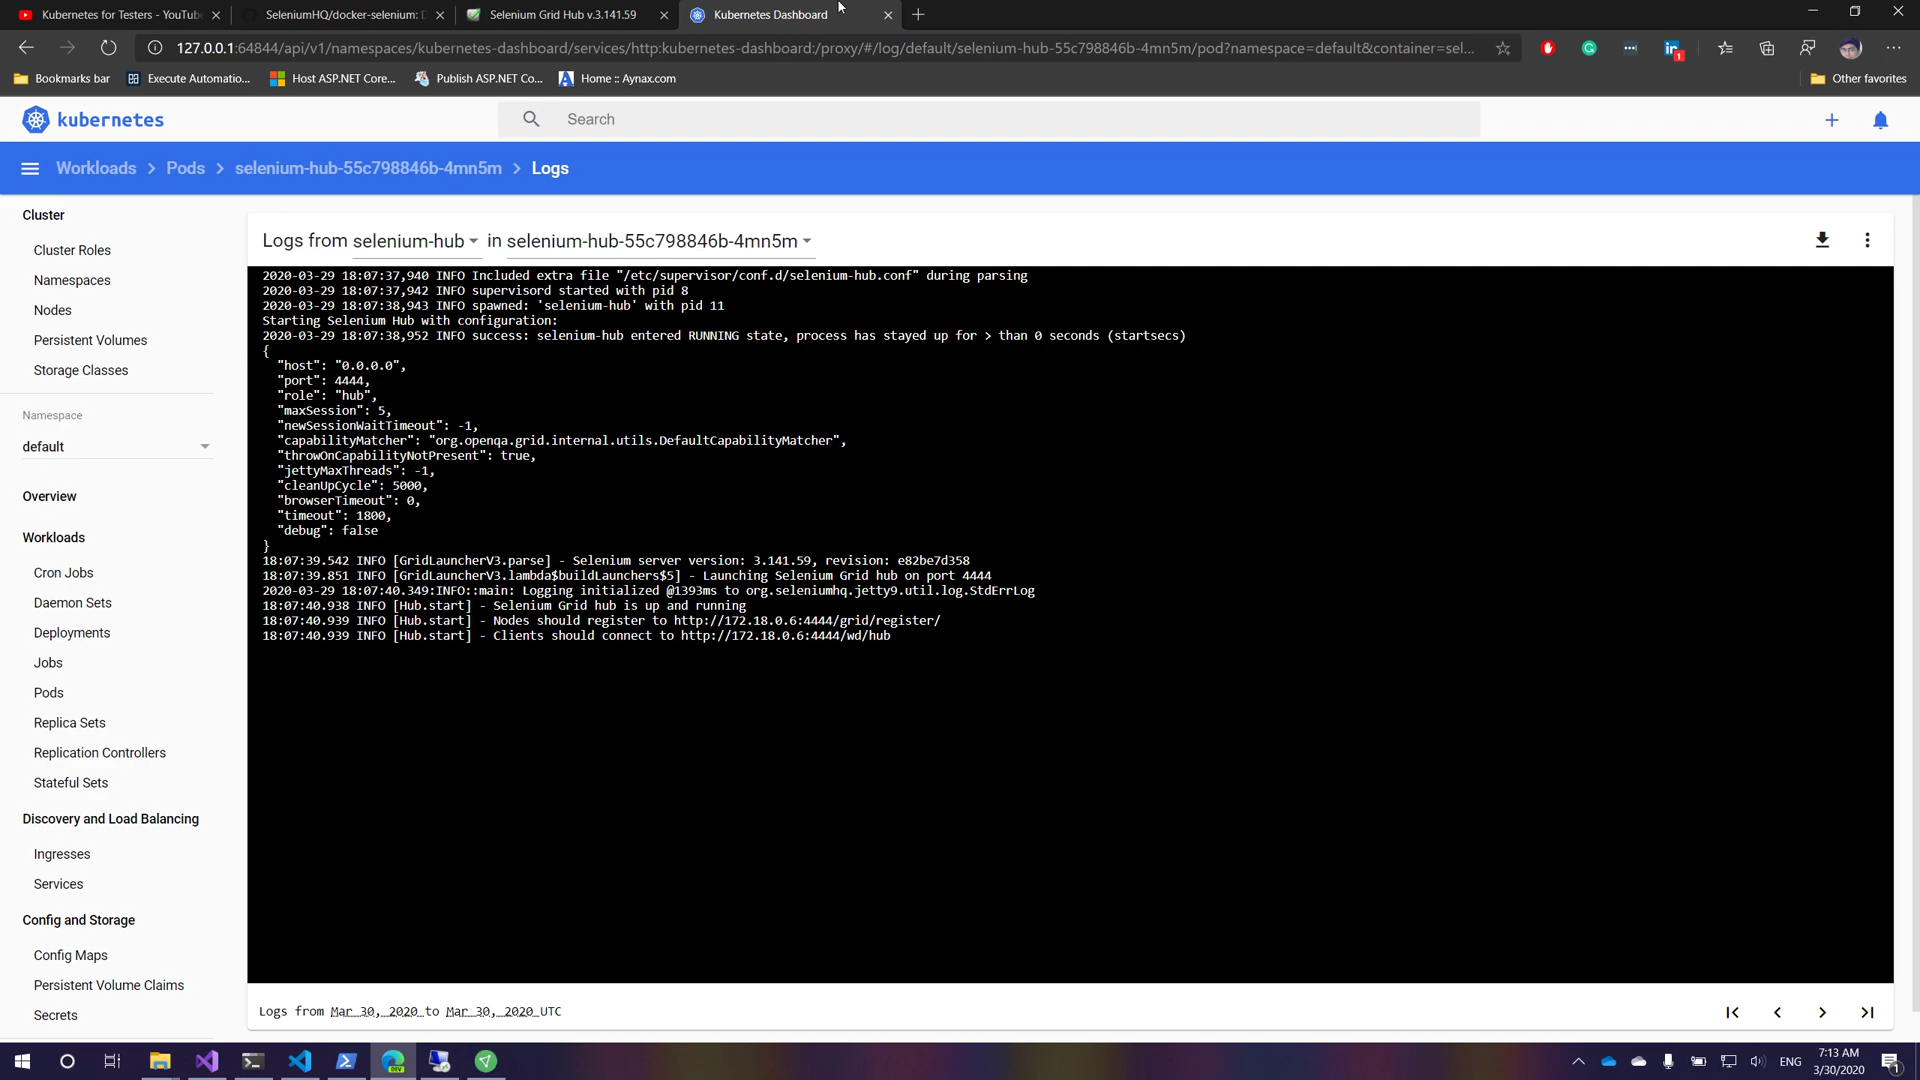 Kubernetes for Testers - YouTub
SeleniumHQ/docker-selenium: D
Selenium Grid Hub v.3.141.59
Kubernetes Dashboard
127.0.0.1:64844/api/v1/namespaces/kubernetes-dashboard/services/http:kubernetes-dashboard:/proxy/#/log/default/selenium-hub-55c798846b-4mn5m/pod?namespace=default&container=sel...
Bookmarks bar
Execute Automatio...
Host ASP.NET Core...
Publish ASP.NET Co...
Home :: Aynax.com
Other favorites
kubernetes
Search
Workloads > Pods > selenium-hub-55c798846b-4mn5m > Logs
Cluster
Cluster Roles
Namespaces
Nodes
Persistent Volumes
Storage Classes
Namespace
default
Overview
Workloads
Cron Jobs
Daemon Sets
Deployments
Jobs
Pods
Replica Sets
Replication Controllers
Stateful Sets
Discovery and Load Balancing
Ingresses
Services
Config and Storage
Config Maps
Persistent Volume Claims
Secrets
Logs from selenium-hub in selenium-hub-55c798846b-4mn5m
2020-03-29 18:07:37,940 INFO Included extra file "/etc/supervisor/conf.d/selenium-hub.conf" during parsing
2020-03-29 18:07:37,942 INFO supervisord started with pid 8
2020-03-29 18:07:38,943 INFO spawned: 'selenium-hub' with pid 11
Starting Selenium Hub with configuration:
2020-03-29 18:07:38,952 INFO success: selenium-hub entered RUNNING state, process has stayed up for > than 0 seconds (startsecs)
{
"host": "0.0.0.0",
"port": 4444,
"role": "hub",
"maxSession": 5,
"newSessionWaitTimeout": -1,
"capabilityMatcher": "org.openqa.grid.internal.utils.DefaultCapabilityMatcher",
"throwOnCapabilityNotPresent": true,
"jettyMaxThreads": -1,
"cleanUpCycle": 5000,
"browserTimeout": 0,
"timeout": 1800,
"debug": false
}
18:07:39.542 INFO [GridLauncherV3.parse] - Selenium server version: 3.141.59, revision: e82be7d358
18:07:39.851 INFO [GridLauncherV3.lambda$buildLaunchers$5] - Launching Selenium Grid hub on port 4444
2020-03-29 18:07:40.349:INFO::main: Logging initialized @1393ms to org.seleniumhq.jetty9.util.log.StdErrLog
18:07:40.938 INFO [Hub.start] - Selenium Grid hub is up and running
18:07:40.939 INFO [Hub.start] - Nodes should register to http://172.18.0.6:4444/grid/register/
18:07:40.939 INFO [Hub.start] - Clients should connect to http://172.18.0.6:4444/wd/hub
Logs from Mar 30, 2020 to Mar 30, 2020 UTC
ENG
7:13 AM
3/30/2020